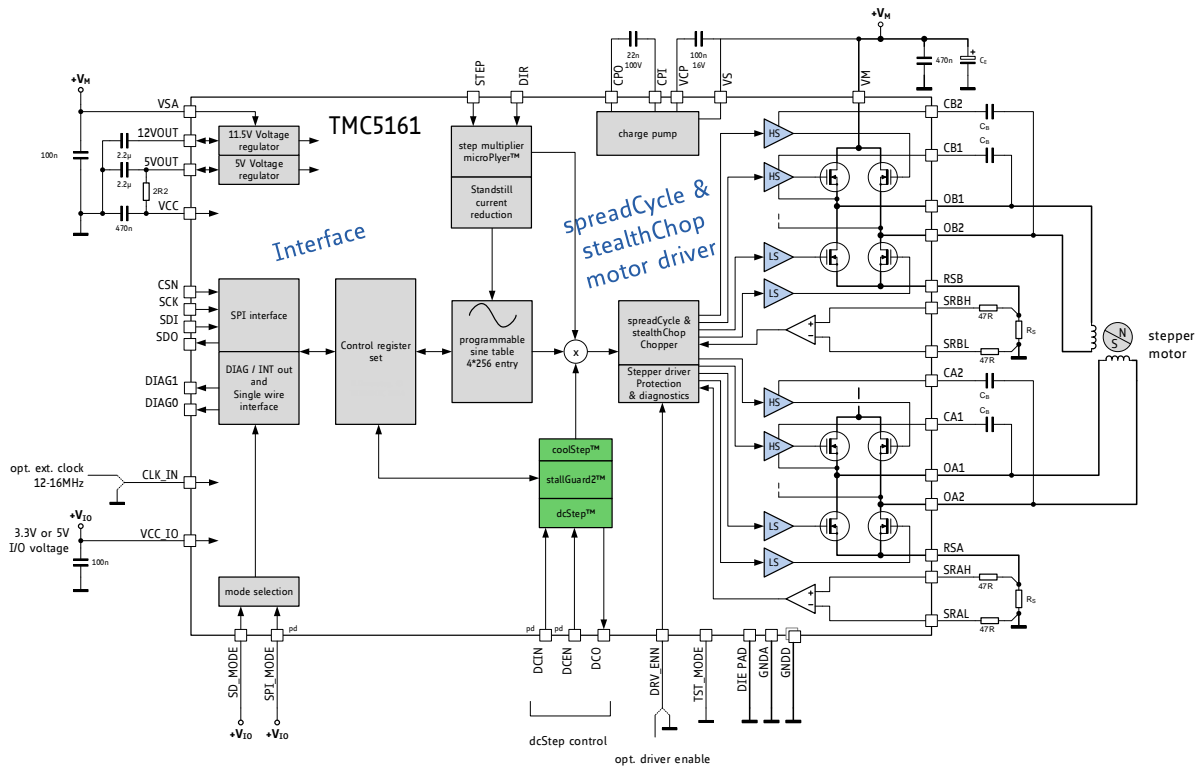 +VM
+VM
22n
100V
100n
16V
470n
CE
STEP
DIR
CPO
CPI
VCP
VS
VM
VSA
12VOUT
5VOUT
VCC
100n
2.2µ
2.2µ
2R2
470n
11.5V Voltage
regulator
5V Voltage
regulator
TMC5161
step multiplier
microPlyer™
Standstill
current
reduction
charge pump
spreadCycle &
stealthChop
motor driver
Interface
HS
HS
LS
LS
CB2
CB
CB1
CB
OB1
OB2
RSB
SRBH
47R
RS
SRBL
47R
N
S
stepper
motor
CSN
SCK
SDI
SDO
DIAG1
DIAG0
SPI interface
DIAG / INT out
and
Single wire
interface
Control register
set
programmable
sine table
4*256 entry
x
spreadCycle &
stealthChop
Chopper
Stepper driver
Protection
& diagnostics
+
−
HS
HS
LS
LS
CA2
CB
CA1
CB
OA1
OA2
RSA
SRAH
47R
RS
SRAL
47R
+
−
coolStep™
stallGuard2™
dcStep™
opt. ext. clock
12-16MHz
CLK_IN
+VIO
3.3V or 5V
I/O voltage
VCC_IO
100n
mode selection
pd
pd
pd
SD_MODE
SPI_MODE
+VIO
+VIO
DCIN
DCEN
DCO
DRV_ENN
TST_MODE
DIE PAD
GNDA
GNDD
dcStep control
opt. driver enable